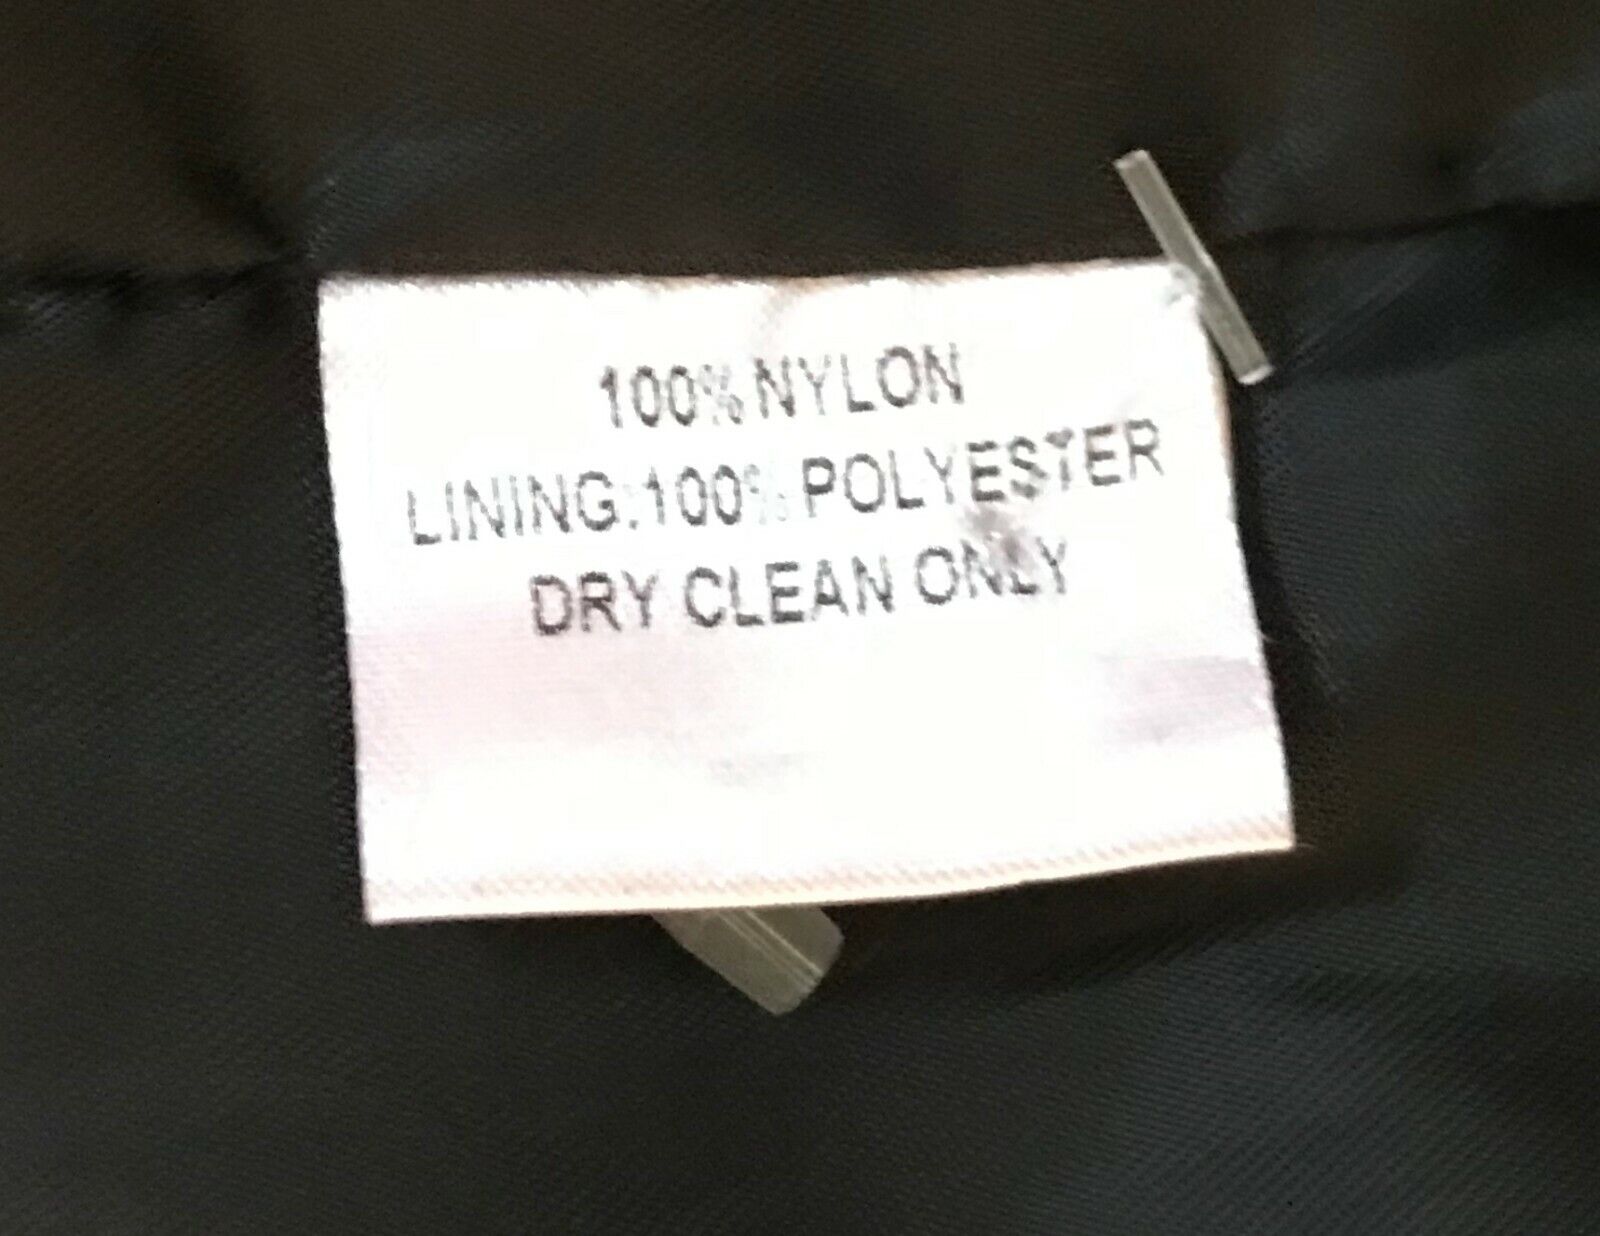 100% NYLON
LINING:100% POLYESTER
DRY CLEAN ONLY